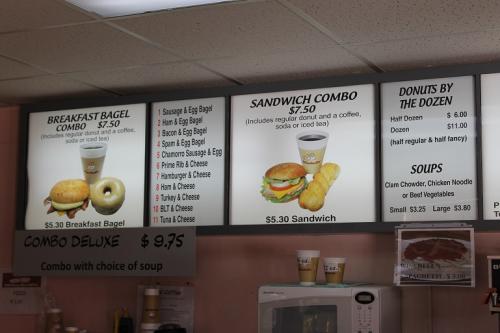 BREAKFAST BAGEL
COMBO $7.50
(Includes regular donut and a coffee,
soda or iced tea)
$5.30 Breakfast Bagel
1 Sausage & Egg Bagel
2 Ham & Egg Bagel
3 Bacon & Egg Bagel
4 Spam & Egg Bagel
5 Chamorro Sausage & Egg
6 Prime Rib & Cheese
7 Hamburger & Cheese
8 Ham & Cheese
9 Turkey & Cheese
10 BLT & Cheese
11 Tuna & Cheese
SANDWICH COMBO
$7.50
(Includes regular donut and a coffee,
soda or iced tea)
$5.30 Sandwich
DONUTS BY
THE DOZEN
Half Dozen $ 6.00
Dozen $11.00
(half regular & half fancy)
SOUPS
Clam Chowder, Chicken Noodle
or Beef Vegetables
Small $3.25 Large $3.80
COMBO DELUXE $9.75
Combo with choice of soup